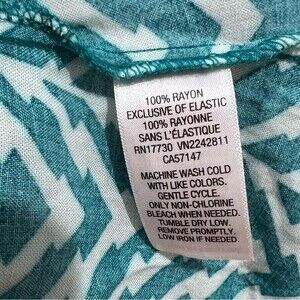 100% RAYON
EXCLUSIVE OF ELASTIC
100% RAYONNE
SANS L'ÉLASTIQUE
RN17730 VN2242811
CA57147
MACHINE WASH COLD
WITH LIKE COLORS.
GENTLE CYCLE.
ONLY NON-CHLORINE
BLEACH WHEN NEEDED.
TUMBLE DRY LOW.
REMOVE PROMPTLY.
LOW IRON IF NEEDED.